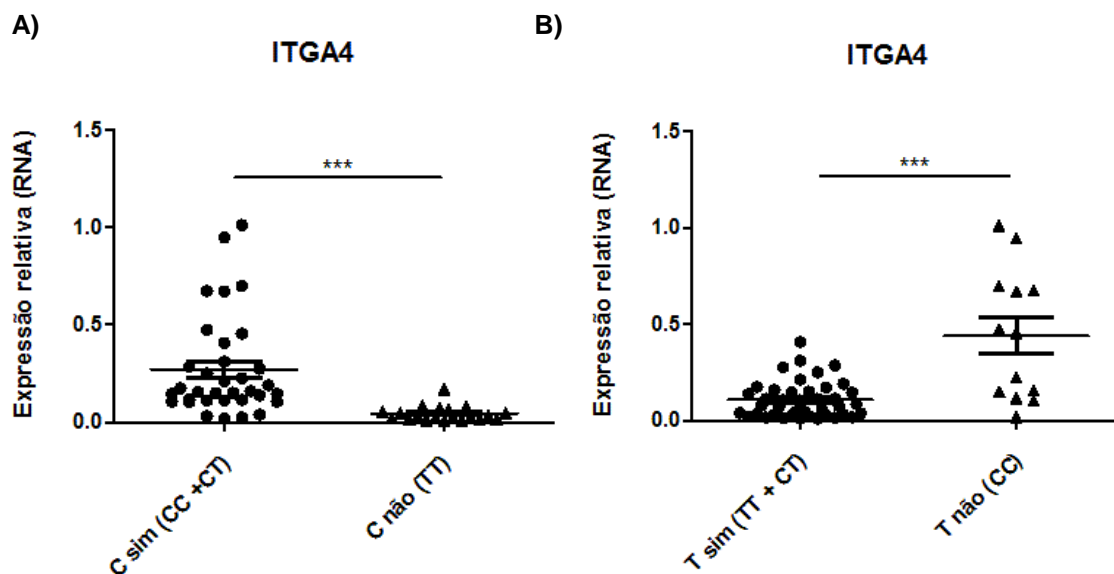 A)
ITGA4
Expressão relativa (RNA)
1.5
1.0
0.5
0.0
***
C sim (CC +CT)
C não (TT)
B)
ITGA4
Expressão relativa (RNA)
1.5
1.0
0.5
0.0
***
T sim (TT + CT)
T não (CC)